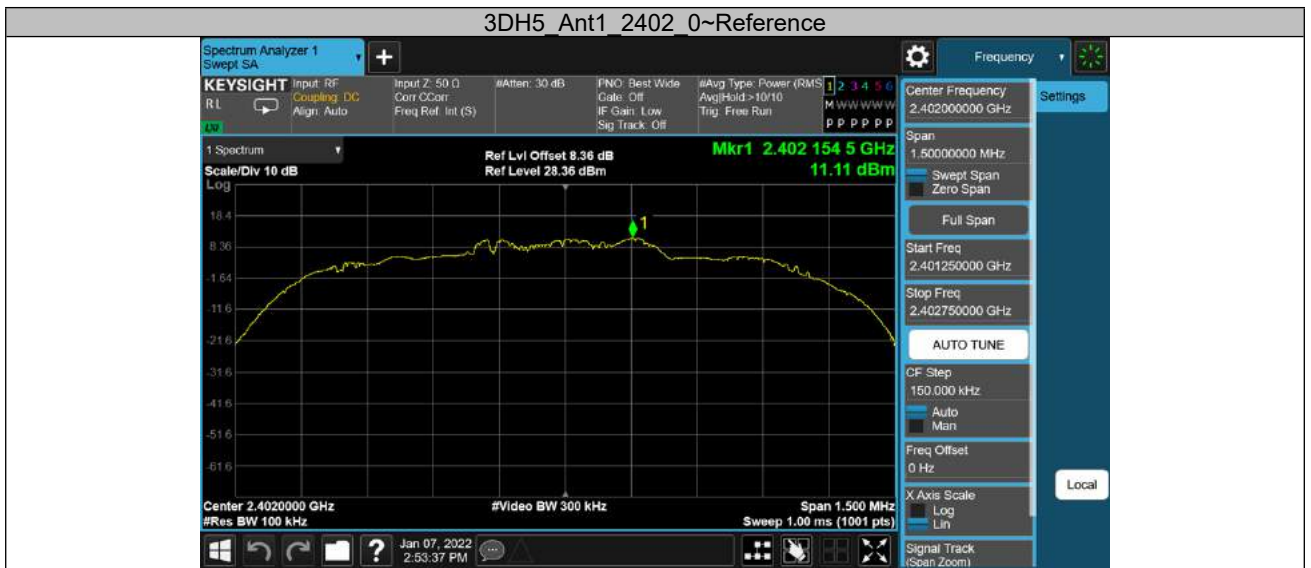 3DH5_Ant1_2402_0~Reference
Spectrum Analyzer 1
Swept SA
+
Frequency
KEYSIGHT
RL
Input: RF
Coupling: DC
Align: Auto
Input Z: 50 Ω
Corr CCorr
Freq Ref: Int (S)
#Atten: 30 dB
PNO: Best Wide
Gate: Off
IF Gain: Low
Sig Track: Off
#Avg Type: Power (RMS
Avg|Hold:>10/10
Trig: Free Run
1 2 3 4 5 6
M W W W W W
P P P P P P
1 Spectrum
Scale/Div 10 dB
Log
Ref Lvl Offset 8.36 dB
Ref Level 28.36 dBm
Mkr1 2.402 154 5 GHz
11.11 dBm
1
18.4
8.36
-1.64
-11.6
-21.6
-31.6
-41.6
-51.6
-61.6
Center 2.4020000 GHz
#Res BW 100 kHz
#Video BW 300 kHz
Span 1.500 MHz
Sweep 1.00 ms (1001 pts)
Center Frequency
2.402000000 GHz
Settings
Span
1.50000000 MHz
Swept Span
Zero Span
Full Span
Start Freq
2.401250000 GHz
Stop Freq
2.402750000 GHz
AUTO TUNE
CF Step
150.000 kHz
Auto
Man
Freq Offset
0 Hz
X Axis Scale
Log
Lin
Local
Signal Track
(Span Zoom)
?
Jan 07, 2022
2:53:37 PM